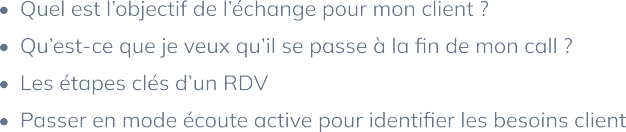 • Quel est l’objectif de l’échange pour mon client ?
• Qu’est-ce que je veux qu’il se passe à la fin de mon call ?
• Les étapes clés d’un RDV
• Passer en mode écoute active pour identifier les besoins client